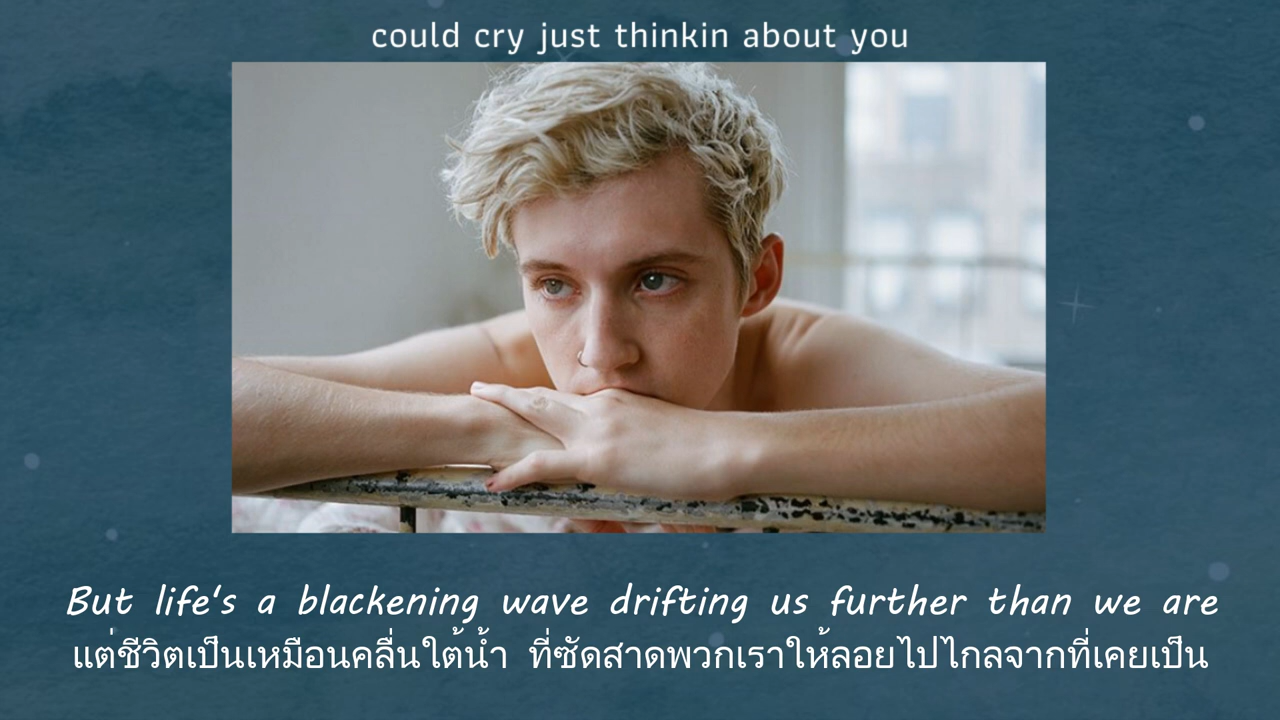 could cry just thinkin about you
But life's a blackening wave drifting us further than we are
แต่ชีวิตเป็นเหมือนคลื่นใต้น้ำ ที่ซัดสาดพวกเราให้ลอยไปไกลจากที่เคยเป็น